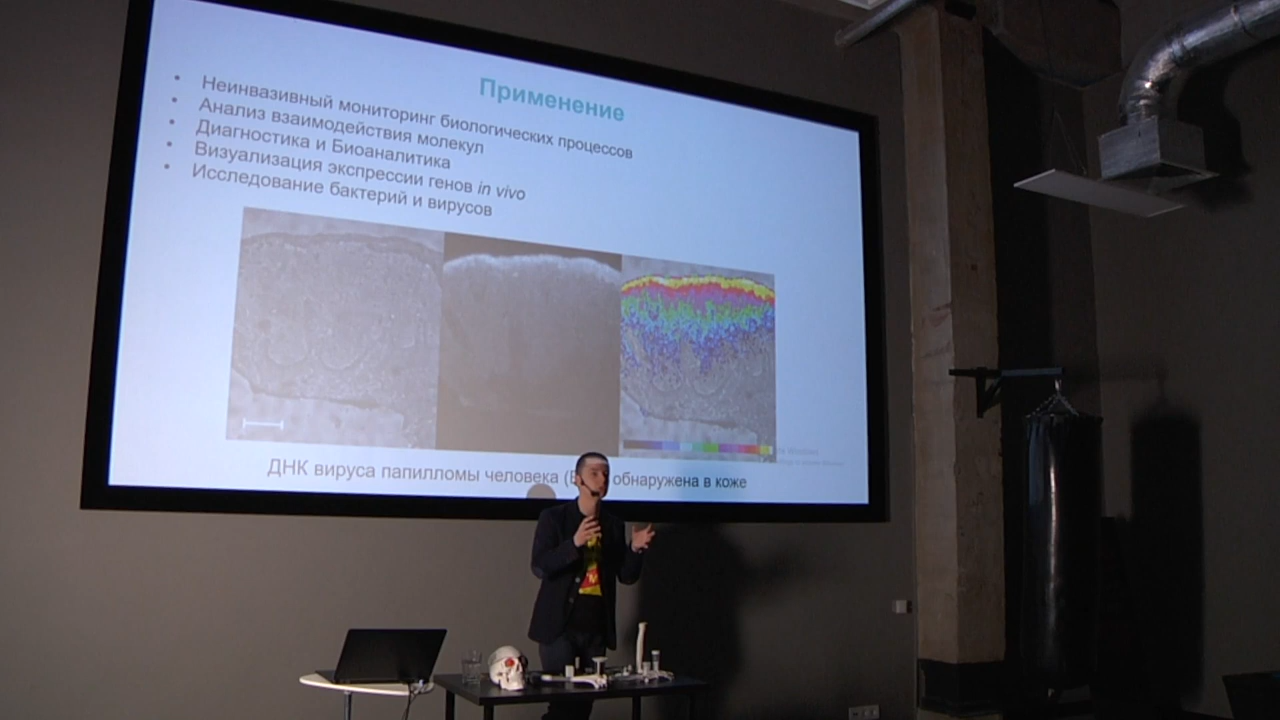 Применение
Неинвазивный мониторинг биологических процессов
Анализ взаимодействия молекул
Диагностика и Биоаналитика
Визуализация экспрессии генов in vivo
Исследование бактерий и вирусов
ДНК вируса папилломы человека обнаружена в коже